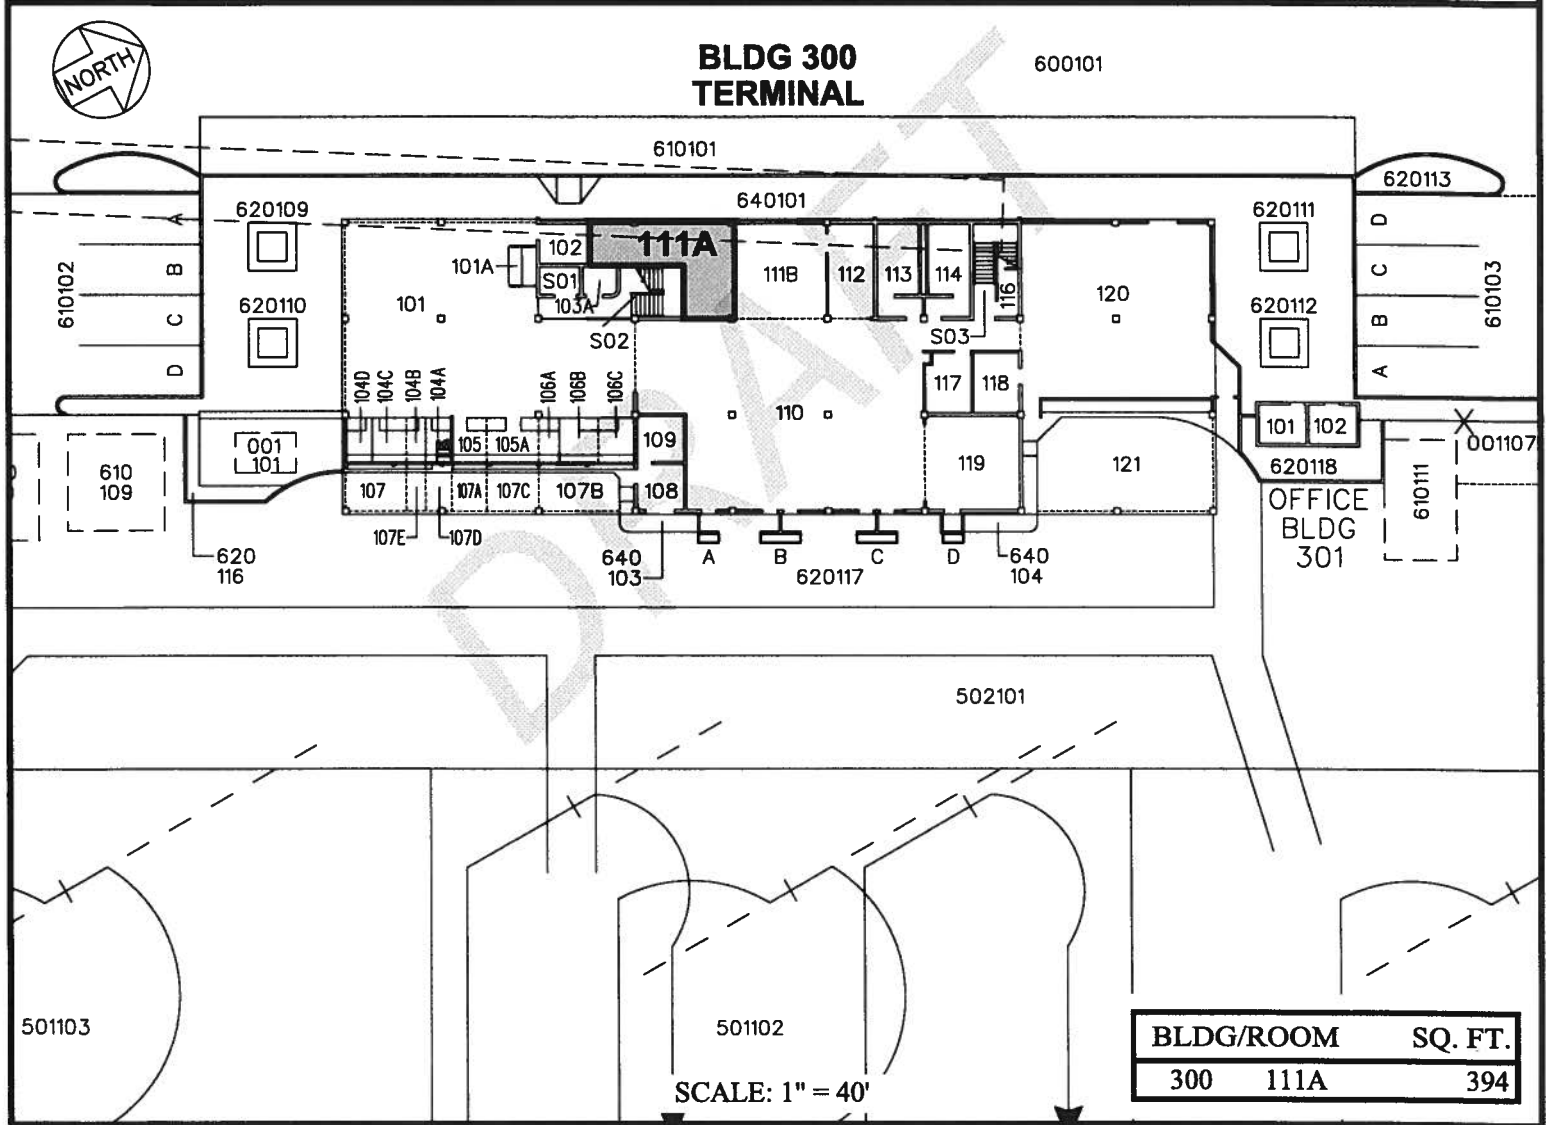 NORTH
BLDG 300
TERMINAL
600101
610101
640101
620113
620109
620111
610102
B
C
D
620110
101
101A
102
S01
103A
S02
111A
111B
112
113
114
116
S03
120
620112
D
C
B
A
610103
104D
104C
104B
104A
106A
106B
106C
117
118
110
001
101
610
109
105
105A
109
119
121
101
102
001107
620118
610111
OFFICE
BLDG
301
107
107A
107C
107B
108
107E
107D
620
116
640
103
A
B
C
D
620117
640
104
DRAFT
502101
501103
501102
SCALE: 1" = 40'
BLDG/ROOM SQ. FT.
300 111A 394